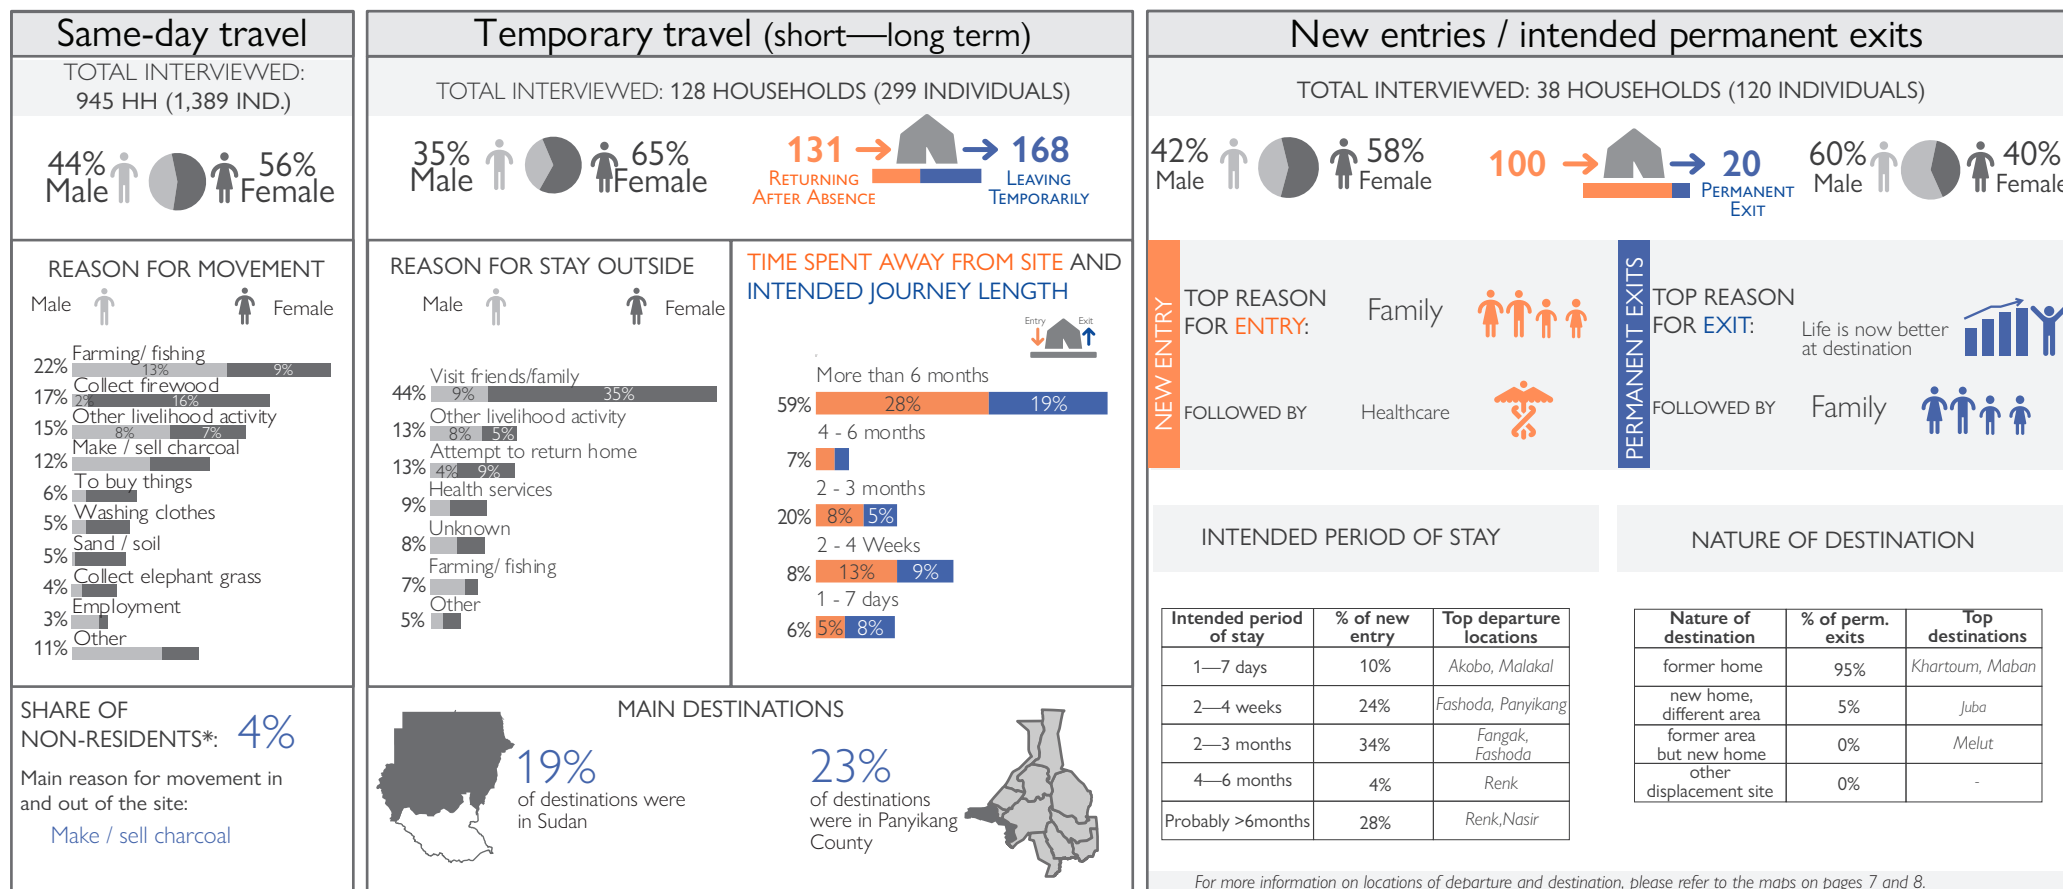 Same-day travel
TOTAL INTERVIEWED:
945 HH (1,389 IND.)
44%
Male
56%
Female
REASON FOR MOVEMENT
Male
Female
Farming/ fishing
22%
13%
9%
Collect firewood
17%
2%
16%
Other livelihood activity
15%
8%
7%
Make / sell charcoal
12%
To buy things
6%
Washing clothes
5%
Sand / soil
5%
Collect elephant grass
4%
Employment
3%
Other
11%
SHARE OF
NON-RESIDENTS*: 4%
Main reason for movement in
and out of the site:
Make / sell charcoal
Temporary travel (short—long term)
TOTAL INTERVIEWED: 128 HOUSEHOLDS (299 INDIVIDUALS)
35%
Male
65%
Female
131
RETURNING
AFTER ABSENCE
168
LEAVING
TEMPORARILY
REASON FOR STAY OUTSIDE
Male
Female
Visit friends/family
44%
9%
35%
Other livelihood activity
13%
8%
5%
Attempt to return home
13%
4%
9%
Health services
9%
Unknown
8%
Farming/ fishing
7%
Other
5%
TIME SPENT AWAY FROM SITE AND
INTENDED JOURNEY LENGTH
Entry
Exit
More than 6 months
59%
28%
19%
4 - 6 months
7%
2 - 3 months
20%
8%
5%
2 - 4 Weeks
8%
13%
9%
1 - 7 days
6%
5%
8%
MAIN DESTINATIONS
19%
of destinations were
in Sudan
23%
of destinations
were in Panyikang
County
New entries / intended permanent exits
TOTAL INTERVIEWED: 38 HOUSEHOLDS (120 INDIVIDUALS)
42%
Male
58%
Female
100
20
PERMANENT
EXIT
60%
Male
40%
Female
NEW ENTRY
TOP REASON
FOR ENTRY:
Family
FOLLOWED BY
Healthcare
PERMANENT EXITS
TOP REASON
FOR EXIT:
Life is now better
at destination
FOLLOWED BY
Family
INTENDED PERIOD OF STAY
Intended period
of stay
% of new
entry
Top departure
locations
1—7 days 10% Akobo, Malakal
2—4 weeks 24% Fashoda, Panyikang
2—3 months 34% Fangak,
Fashoda
4—6 months 4% Renk
Probably >6months 28% Renk,Nasir
NATURE OF DESTINATION
Nature of
destination
% of perm.
exits
Top
destinations
former home 95% Khartoum, Maban
new home,
different area
5% Juba
former area
but new home
0% Melut
other
displacement site
0% -
For more information on locations of departure and destination, please refer to the maps on pages 7 and 8.